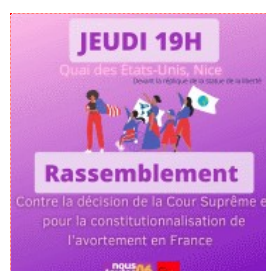 JEUDI 19H
Quai des États-Unis, Nice
Devant la réplique de la statue de la liberté
Rassemblement
Contre la décision de la Cour Suprême e
pour la constitutionnalisation de
l'avortement en France
nous